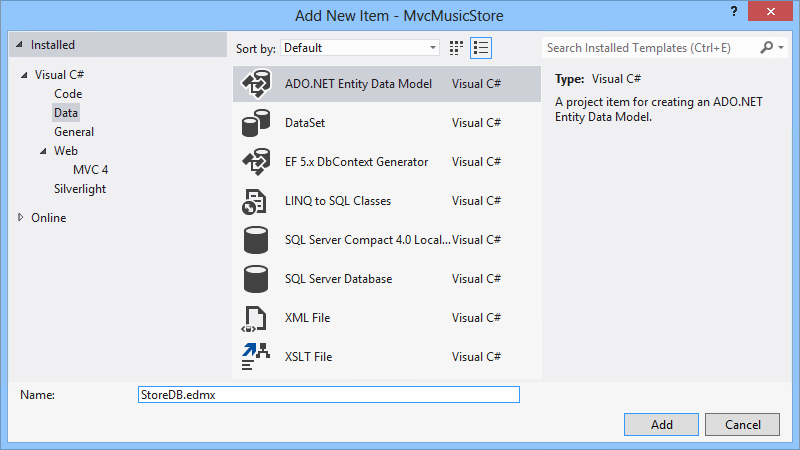 Add New Item - MvcMusicStore
?
Installed
Visual C#
Code
Data
General
Web
MVC 4
Silverlight
Online
Sort by: Default
ADO.NET Entity Data Model Visual C#
DataSet Visual C#
EF 5.x DbContext Generator Visual C#
LINQ to SQL Classes Visual C#
SQL Server Compact 4.0 Local... Visual C#
SQL Server Database Visual C#
XML File Visual C#
XSLT File Visual C#
Search Installed Templates (Ctrl+E)
Type: Visual C#
A project item for creating an ADO.NET
Entity Data Model.
Name: StoreDB.edmx
Add Cancel